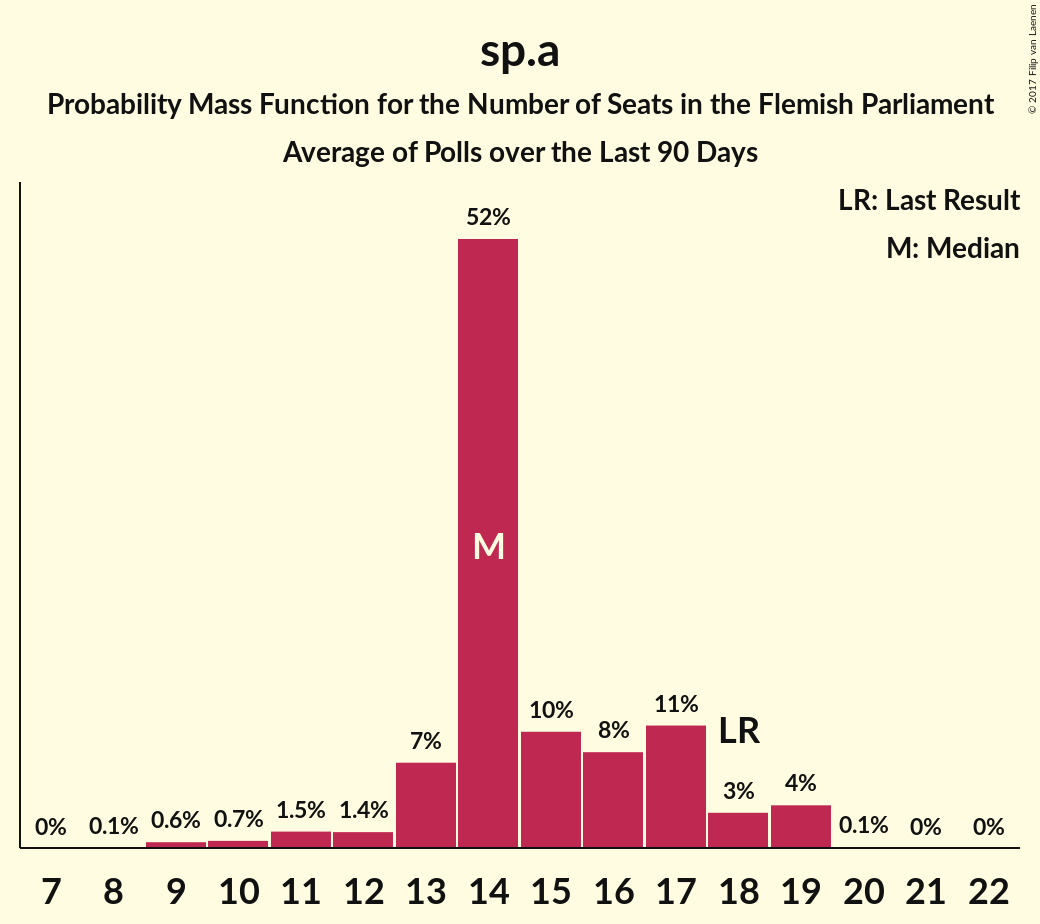 sp.a
Probability Mass Function for the Number of Seats in the Flemish Parliament
Average of Polls over the Last 90 Days
© 2017 Filip van Laenen
LR: Last Result
M: Median
52%
M
11%
10%
LR
8%
7%
4%
3%
1.5%
1.4%
0.7%
0.6%
0.1%
0%
0.1%
0%
0%
7 8 9 10 11 12 13 14 15 16 17 18 19 20 21 22